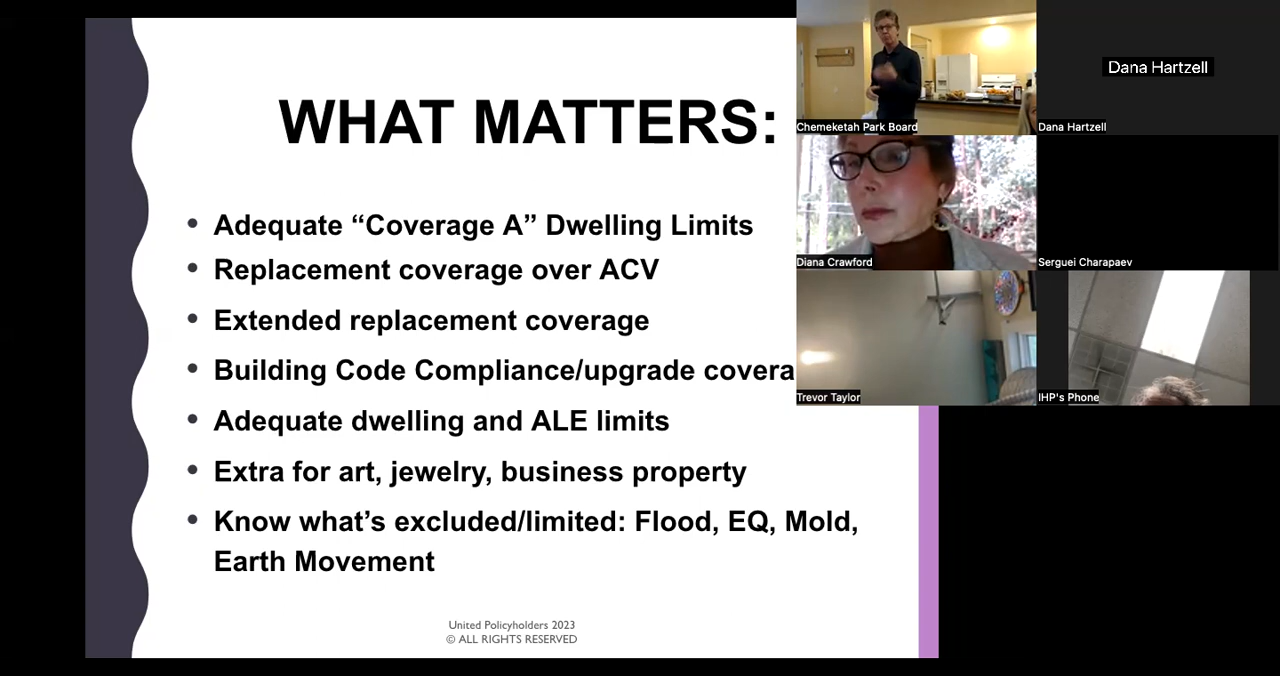 WHAT MATTERS:
• Adequate “Coverage A” Dwelling Limits
• Replacement coverage over ACV
• Extended replacement coverage
• Building Code Compliance/upgrade covera
• Adequate dwelling and ALE limits
• Extra for art, jewelry, business property
• Know what’s excluded/limited: Flood, EQ, Mold,
Earth Movement
United Policyholders 2023
© ALL RIGHTS RESERVED
Chemeketah Park Board
Dana Hartzell
Dana Hartzell
Diana Crawford
Serguei Charapaev
Trevor Taylor
IHP's Phone